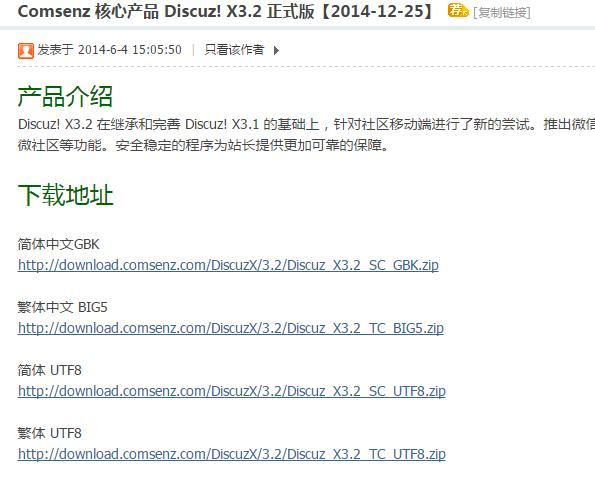 Comsenz 核心产品 Discuz! X3.2 正式版【2014-12-25】 荐 [复制链接]
发表于 2014-6-4 15:05:50 | 只看该作者
产品介绍
Discuz! X3.2 在继承和完善 Discuz! X3.1 的基础上，针对社区移动端进行了新的尝试。推出微信
微社区等功能。安全稳定的程序为站长提供更加可靠的保障。
下载地址
简体中文GBK
http://download.comsenz.com/DiscuzX/3.2/Discuz_X3.2_SC_GBK.zip
繁体中文 BIG5
http://download.comsenz.com/DiscuzX/3.2/Discuz_X3.2_TC_BIG5.zip
简体 UTF8
http://download.comsenz.com/DiscuzX/3.2/Discuz_X3.2_SC_UTF8.zip
繁体 UTF8
http://download.comsenz.com/DiscuzX/3.2/Discuz_X3.2_TC_UTF8.zip